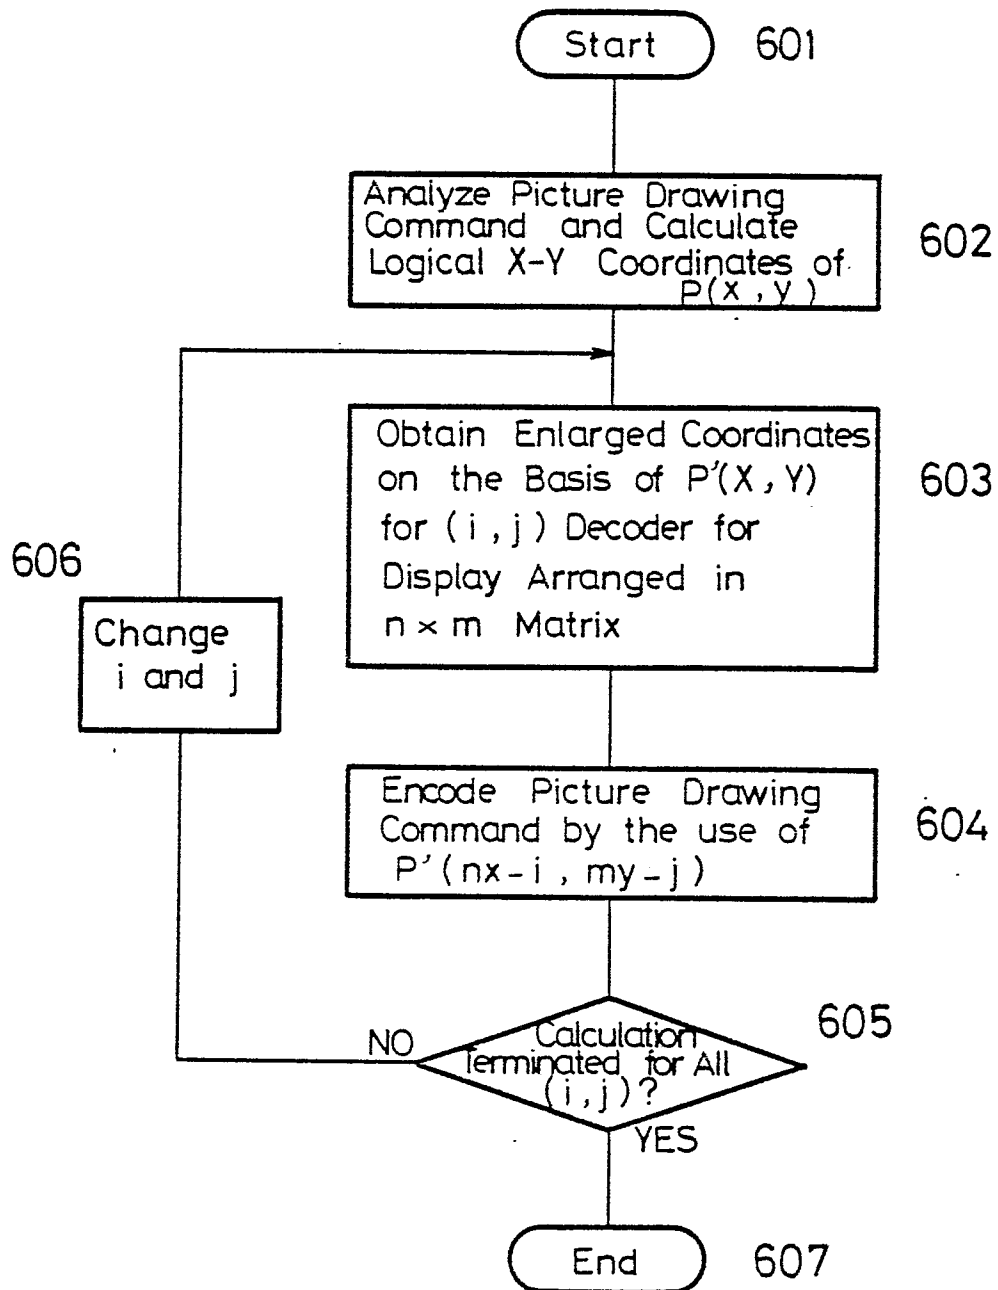 Start
601
Analyze Picture Drawing
Command and Calculate
Logical X-Y Coordinates of
P(x, y)
602
Obtain Enlarged Coordinates
on the Basis of P'(X, Y)
for (i, j) Decoder for
Display Arranged in
n × m Matrix
603
606
Change
i and j
Encode Picture Drawing
Command by the use of
P'(nx-i, my-j)
604
Calculation
Terminated for All
(i, j)?
605
NO
YES
End
607